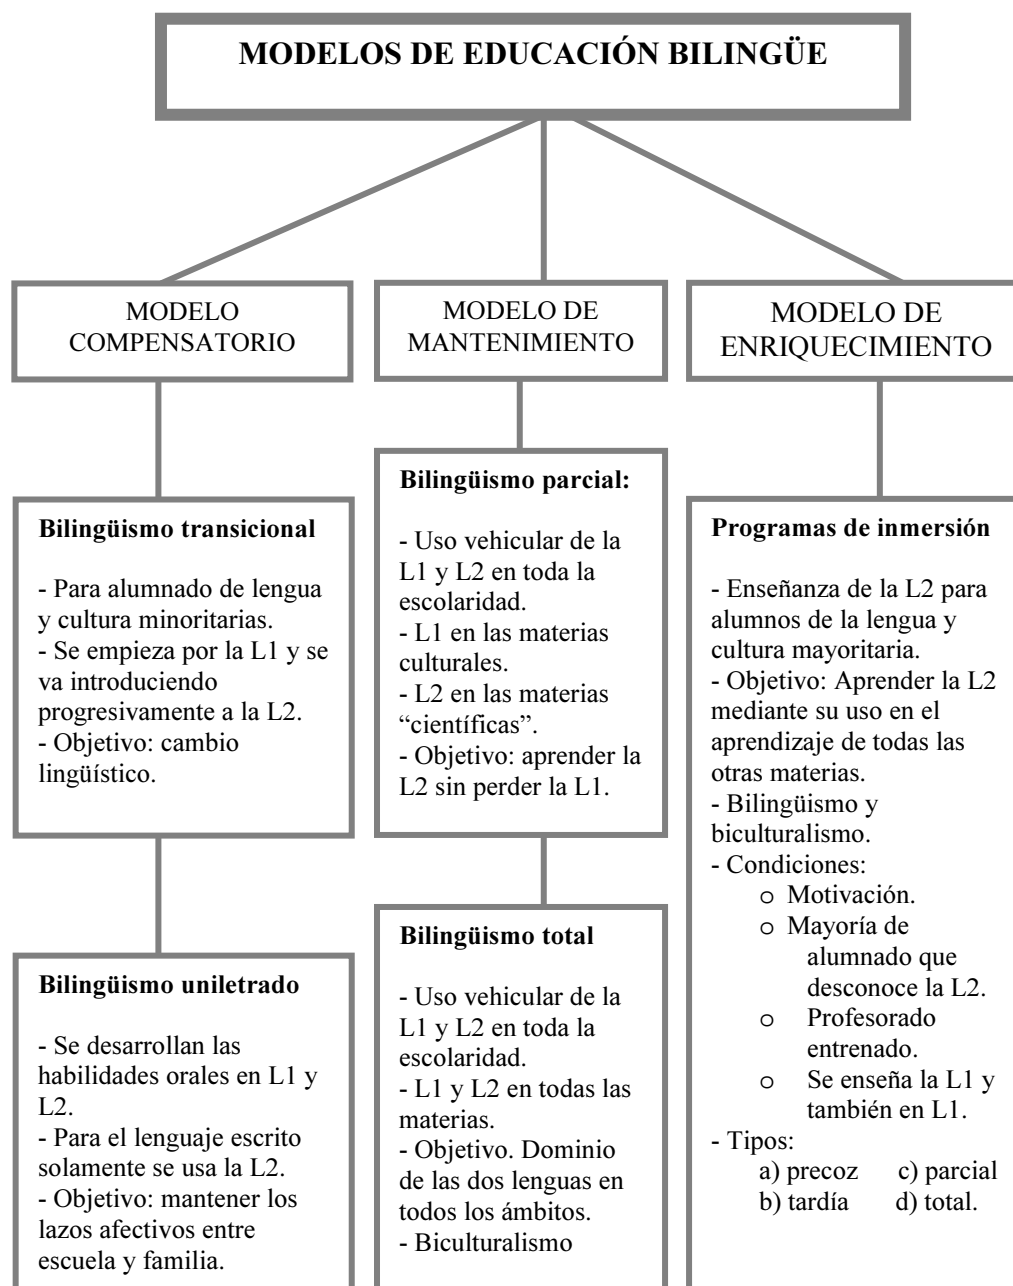 MODELOS DE EDUCACIÓN BILINGÜE
MODELO
COMPENSATORIO
MODELO DE
MANTENIMIENTO
MODELO DE
ENRIQUECIMIENTO
Bilingüismo transicional
- Para alumnado de lengua
y cultura minoritarias.
- Se empieza por la L1 y se
va introduciendo
progresivamente a la L2.
- Objetivo: cambio
lingüístico.
Bilingüismo uniletrado
- Se desarrollan las
habilidades orales en L1 y
L2.
- Para el lenguaje escrito
solamente se usa la L2.
- Objetivo: mantener los
lazos afectivos entre
escuela y familia.
Bilingüismo parcial:
- Uso vehicular de la
L1 y L2 en toda la
escolaridad.
- L1 en las materias
culturales.
- L2 en las materias
“científicas”.
- Objetivo: aprender la
L2 sin perder la L1.
Bilingüismo total
- Uso vehicular de la
L1 y L2 en toda la
escolaridad.
- L1 y L2 en todas las
materias.
- Objetivo. Dominio
de las dos lenguas en
todos los ámbitos.
- Biculturalismo
Programas de inmersión
- Enseñanza de la L2 para
alumnos de la lengua y
cultura mayoritaria.
- Objetivo: Aprender la L2
mediante su uso en el
aprendizaje de todas las
otras materias.
- Bilingüismo y
biculturalismo.
- Condiciones:
o Motivación.
o Mayoría de
alumnado que
desconoce la L2.
o Profesorado
entrenado.
o Se enseña la L1 y
también en L1.
- Tipos:
a) precoz c) parcial
b) tardía d) total.